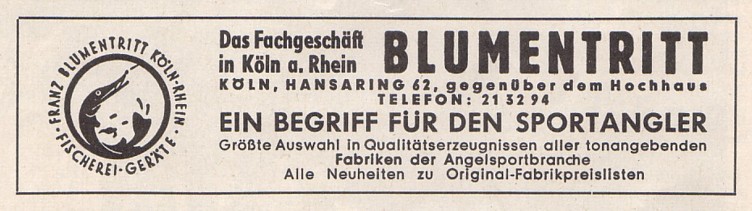 FRANZ BLUMENTRITT KÖLN-RHEIN
· FISCHEREI-GERÄTE ·
Das Fachgeschäft
in Köln a. Rhein
BLUMENTRITT
KÖLN, HANSARING 62, gegenüber dem Hochhaus
TELEFON: 21 32 94
EIN BEGRIFF FÜR DEN SPORTANGLER
Größte Auswahl in Qualitätserzeugnissen aller tonangebenden
Fabriken der Angelsportbranche
Alle Neuheiten zu Original-Fabrikpreislisten